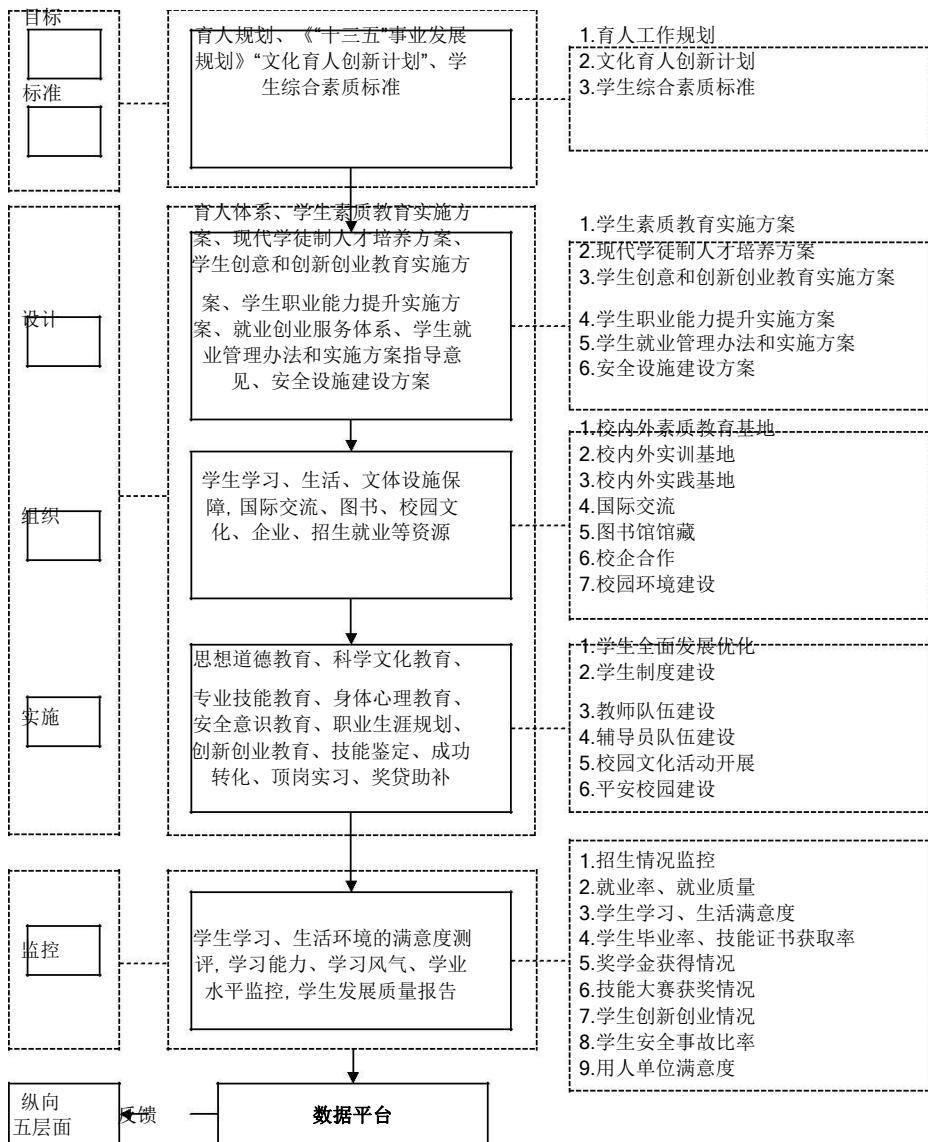 目标
标准
育人规划、《“十三五”事业发展
规划》“文化育人创新计划”、学
生综合素质标准
1.育人工作规划
2.文化育人创新计划
3.学生综合素质标准
设计
育人体系、学生素质教育实施方
案、现代学徒制人才培养方案、
学生创意和创新创业教育实施方
案、学生职业能力提升实施方
案、就业创业服务体系、学生就
业管理办法和实施方案指导意
见、安全设施建设方案
1.学生素质教育实施方案
2.现代学徒制人才培养方案
3.学生创意和创新创业教育实施方案
4.学生职业能力提升实施方案
5.学生就业管理办法和实施方案
6.安全设施建设方案
组织
学生学习、生活、文体设施保
障,国际交流、图书、校园文
化、企业、招生就业等资源
1.校内外素质教育基地
2.校内外实训基地
3.校内外实践基地
4.国际交流
5.图书馆馆藏
6.校企合作
7.校园环境建设
实施
思想道德教育、科学文化教育、
专业技能教育、身体心理教育、
安全意识教育、职业生涯规划、
创新创业教育、技能鉴定、成功
转化、顶岗实习、奖贷助补
1.学生全面发展优化
2.学生制度建设
3.教师队伍建设
4.辅导员队伍建设
5.校园文化活动开展
6.平安校园建设
监控
学生学习、生活环境的满意度测
评,学习能力、学习风气、学业
水平监控,学生发展质量报告
1.招生情况监控
2.就业率、就业质量
3.学生学习、生活满意度
4.学生毕业率、技能证书获取率
5.奖学金获得情况
6.技能大赛获奖情况
7.学生创新创业情况
8.学生安全事故比率
9.用人单位满意度
纵向
五层面
反馈
数据平台